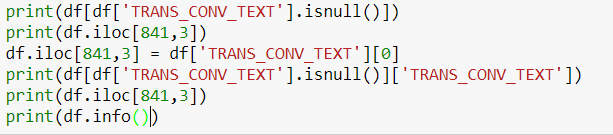 print(df[df['TRANS_CONV_TEXT'].isnull()])
print(df.iloc[841,3])
df.iloc[841,3] = df['TRANS_CONV_TEXT'][0]
print(df[df['TRANS_CONV_TEXT'].isnull()]['TRANS_CONV_TEXT'])
print(df.iloc[841,3])
print(df.info())